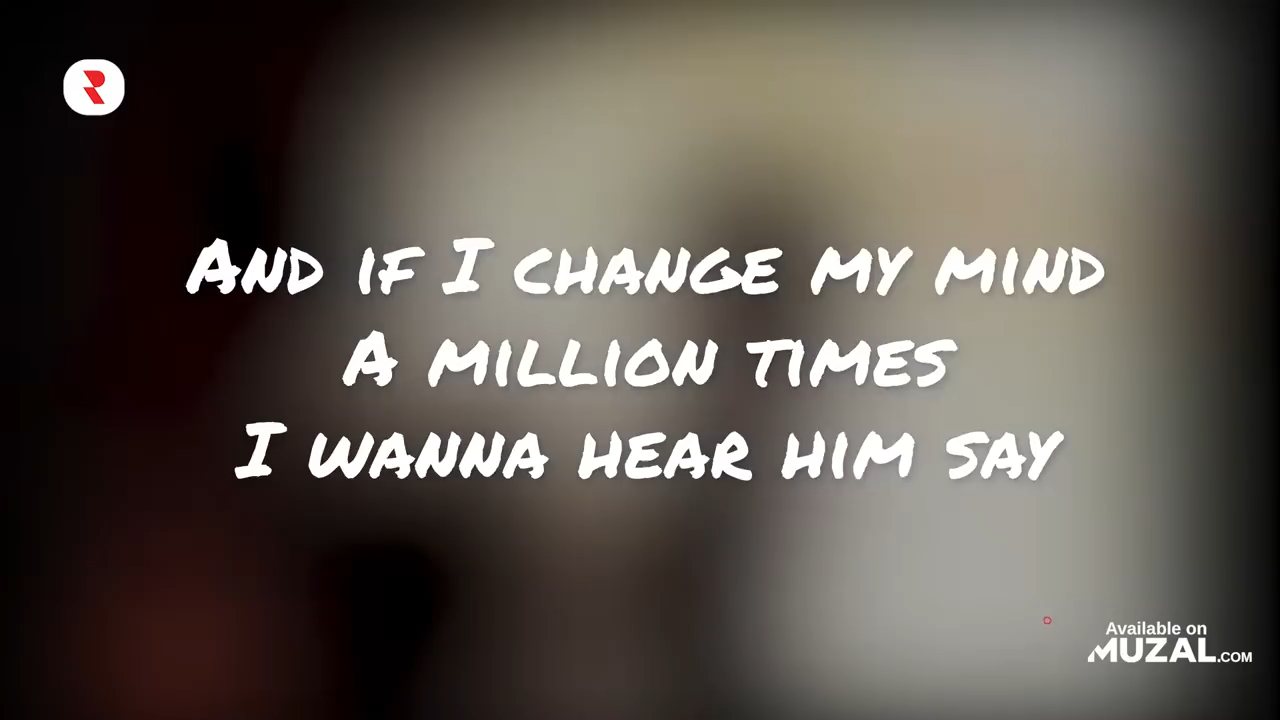 And if I change my mind
A million times
I wanna hear him say
Available on
MUZAL.COM